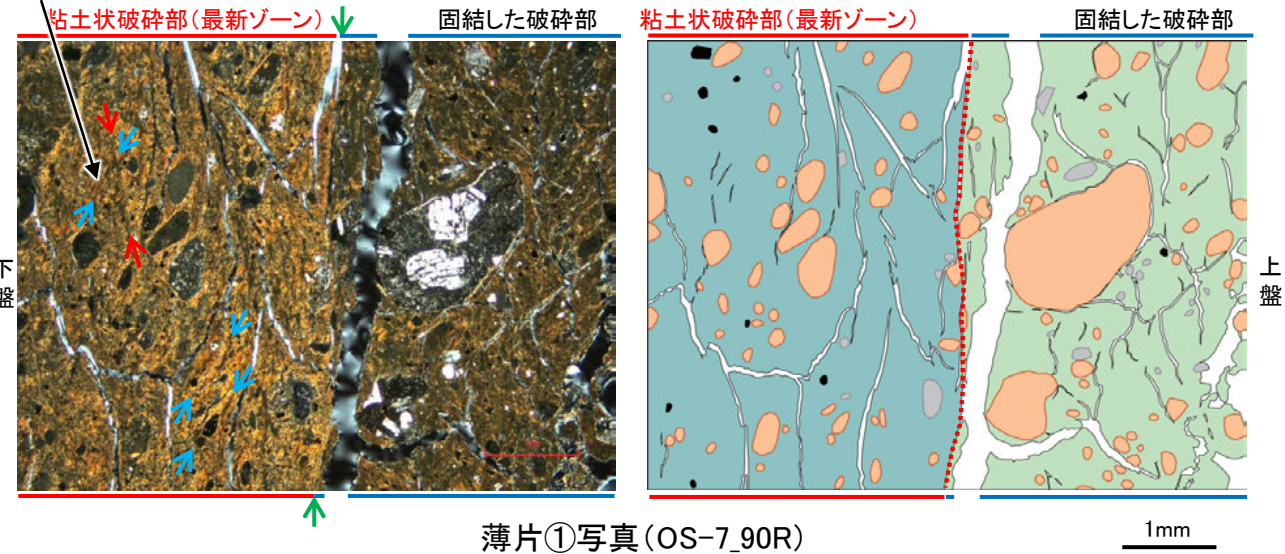 粘土状破砕部(最新ゾーン)
固結した破砕部
粘土状破砕部(最新ゾーン)
固結した破砕部
下盤
上盤
薄片①写真(OS-7_90R)
1mm